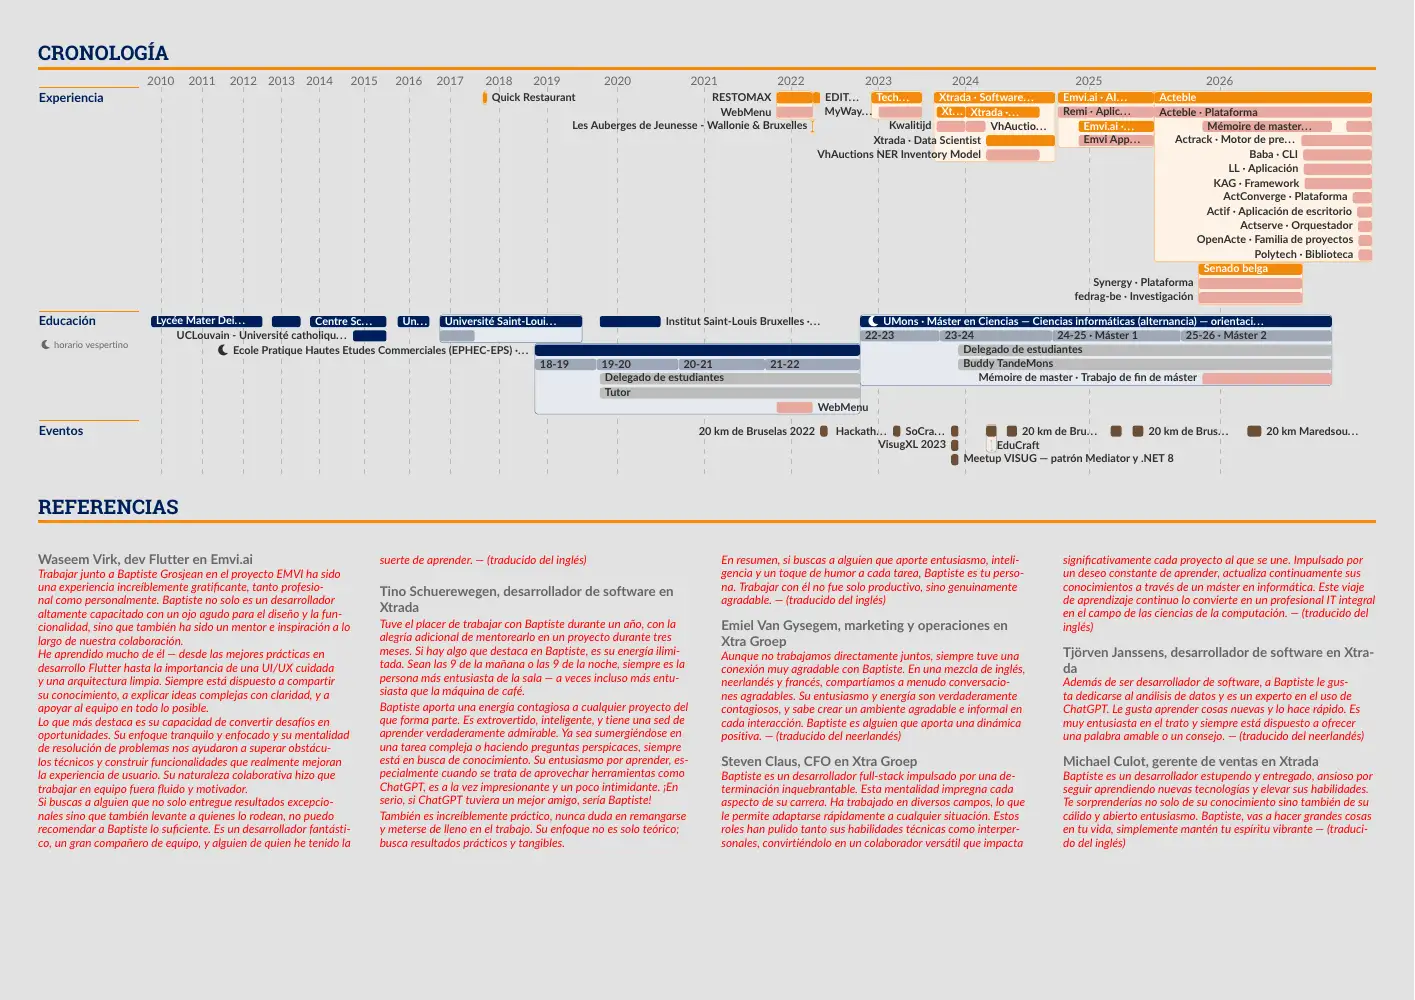 CRONOLOGÍA
2010 2011 2012 2013 2014 2015 2016 2017 2018 2019 2020 2021 2022 2023 2024 2025 2026
Experiencia
Quick Restaurant
RESTOMAX
EDIT…
Tech…
Xtrada · Software…
Emvi.ai · AI…
Acteble
WebMenu
MyWay…
Xt…
Xtrada ·…
Remi · Aplic…
Acteble · Plataforma
Les Auberges de Jeunesse - Wallonie & Bruxelles
Kwalitijd
VhAuctio…
Emvi.ai ·…
Mémoire de master…
Xtrada · Data Scientist
Emvi App…
Actrack · Motor de pre…
VhAuctions NER Inventory Model
Baba · CLI
LL · Aplicación
KAG · Framework
ActConverge · Plataforma
Actif · Aplicación de escritorio
Actserve · Orquestador
OpenActe · Familia de proyectos
Polytech · Biblioteca
Senado belga
Synergy · Plataforma
fedrag-be · Investigación
Educación
Lycée Mater Dei…
Centre Sc…
Un…
Université Saint-Loui…
Institut Saint-Louis Bruxelles ·…
UMons · Máster en Ciencias — Ciencias informáticas (alternancia) — orientaci…
UCLouvain - Université catholiqu…
22-23
23-24
24-25 · Máster 1
25-26 · Máster 2
horario vespertino
Ecole Pratique Hautes Etudes Commerciales (EPHEC-EPS) ·…
Delegado de estudiantes
18-19
19-20
20-21
21-22
Buddy TandeMons
Delegado de estudiantes
Mémoire de master · Trabajo de fin de máster
Tutor
WebMenu
Eventos
20 km de Bruselas 2022
Hackath…
SoCra…
20 km de Bru…
20 km de Brus…
20 km Maredsou…
VisugXL 2023
EduCraft
Meetup VISUG — patrón Mediator y .NET 8
REFERENCIAS
Waseem Virk, dev Flutter en Emvi.ai
Trabajar junto a Baptiste Grosjean en el proyecto EMVI ha sido
una experiencia increíblemente gratificante, tanto profesio-
nal como personalmente. Baptiste no solo es un desarrollador
altamente capacitado con un ojo agudo para el diseño y la fun-
cionalidad, sino que también ha sido un mentor e inspiración a lo
largo de nuestra colaboración.
He aprendido mucho de él — desde las mejores prácticas en
desarrollo Flutter hasta la importancia de una UI/UX cuidada
y una arquitectura limpia. Siempre está dispuesto a compartir
su conocimiento, a explicar ideas complejas con claridad, y a
apoyar al equipo en todo lo posible.
Lo que más destaca es su capacidad de convertir desafíos en
oportunidades. Su enfoque tranquilo y enfocado y su mentalidad
de resolución de problemas nos ayudaron a superar obstácu-
los técnicos y construir funcionalidades que realmente mejoran
la experiencia de usuario. Su naturaleza colaborativa hizo que
trabajar en equipo fuera fluido y motivador.
Si buscas a alguien que no solo entregue resultados excepcio-
nales sino que también levante a quienes lo rodean, no puedo
recomendar a Baptiste lo suficiente. Es un desarrollador fantásti-
co, un gran compañero de equipo, y alguien de quien he tenido la
suerte de aprender. — (traducido del inglés)
Tino Schuerewegen, desarrollador de software en
Xtrada
Tuve el placer de trabajar con Baptiste durante un año, con la
alegría adicional de mentorearlo en un proyecto durante tres
meses. Si hay algo que destaca en Baptiste, es su energía ilimi-
tada. Sean las 9 de la mañana o las 9 de la noche, siempre es la
persona más entusiasta de la sala — a veces incluso más entu-
siasta que la máquina de café.
Baptiste aporta una energía contagiosa a cualquier proyecto del
que forma parte. Es extrovertido, inteligente, y tiene una sed de
aprender verdaderamente admirable. Ya sea sumergiéndose en
una tarea compleja o haciendo preguntas perspicaces, siempre
está en busca de conocimiento. Su entusiasmo por aprender, es-
pecialmente cuando se trata de aprovechar herramientas como
ChatGPT, es a la vez impresionante y un poco intimidante. ¡En
serio, si ChatGPT tuviera un mejor amigo, sería Baptiste!
También es increíblemente práctico, nunca duda en remangarse
y meterse de lleno en el trabajo. Su enfoque no es solo teórico;
busca resultados prácticos y tangibles.
En resumen, si buscas a alguien que aporte entusiasmo, inteli-
gencia y un toque de humor a cada tarea, Baptiste es tu perso-
na. Trabajar con él no fue solo productivo, sino genuinamente
agradable. — (traducido del inglés)
Emiel Van Gysegem, marketing y operaciones en
Xtra Groep
Aunque no trabajamos directamente juntos, siempre tuve una
conexión muy agradable con Baptiste. En una mezcla de inglés,
neerlandés y francés, compartíamos a menudo conversacio-
nes agradables. Su entusiasmo y energía son verdaderamente
contagiosos, y sabe crear un ambiente agradable e informal en
cada interacción. Baptiste es alguien que aporta una dinámica
positiva. — (traducido del neerlandés)
Steven Claus, CFO en Xtra Groep
Baptiste es un desarrollador full-stack impulsado por una de-
terminación inquebrantable. Esta mentalidad impregna cada
aspecto de su carrera. Ha trabajado en diversos campos, lo que
le permite adaptarse rápidamente a cualquier situación. Estos
roles han pulido tanto sus habilidades técnicas como interper-
sonales, convirtiéndolo en un colaborador versátil que impacta
significativamente cada proyecto al que se une. Impulsado por
un deseo constante de aprender, actualiza continuamente sus
conocimientos a través de un máster en informática. Este viaje
de aprendizaje continuo lo convierte en un profesional IT integral
en el campo de las ciencias de la computación. — (traducido del
inglés)
Tjörven Janssens, desarrollador de software en Xtra-
da
Además de ser desarrollador de software, a Baptiste le gus-
ta dedicarse al análisis de datos y es un experto en el uso de
ChatGPT. Le gusta aprender cosas nuevas y lo hace rápido. Es
muy entusiasta en el trato y siempre está dispuesto a ofrecer
una palabra amable o un consejo. — (traducido del neerlandés)
Michael Culot, gerente de ventas en Xtrada
Baptiste es un desarrollador estupendo y entregado, ansioso por
seguir aprendiendo nuevas tecnologías y elevar sus habilidades.
Te sorprenderías no solo de su conocimiento sino también de su
cálido y abierto entusiasmo. Baptiste, vas a hacer grandes cosas
en tu vida, simplemente mantén tu espíritu vibrante — (traduci-
do del inglés)